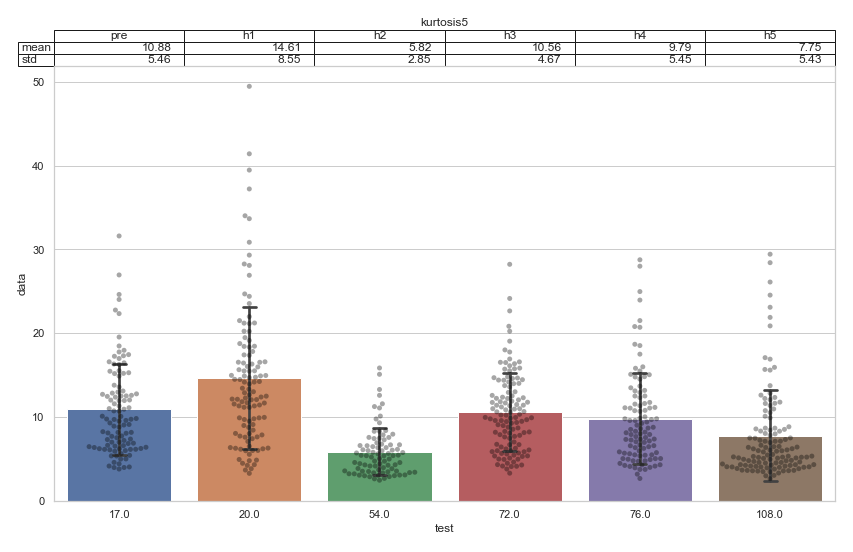 kurtosis5
pre h1 h2 h3 h4 h5
mean 10.88 14.61 5.82 10.56 9.79 7.75
std 5.46 8.55 2.85 4.67 5.45 5.43
50
40
30
20
10
0
data
17.0 20.0 54.0 72.0 76.0 108.0
test